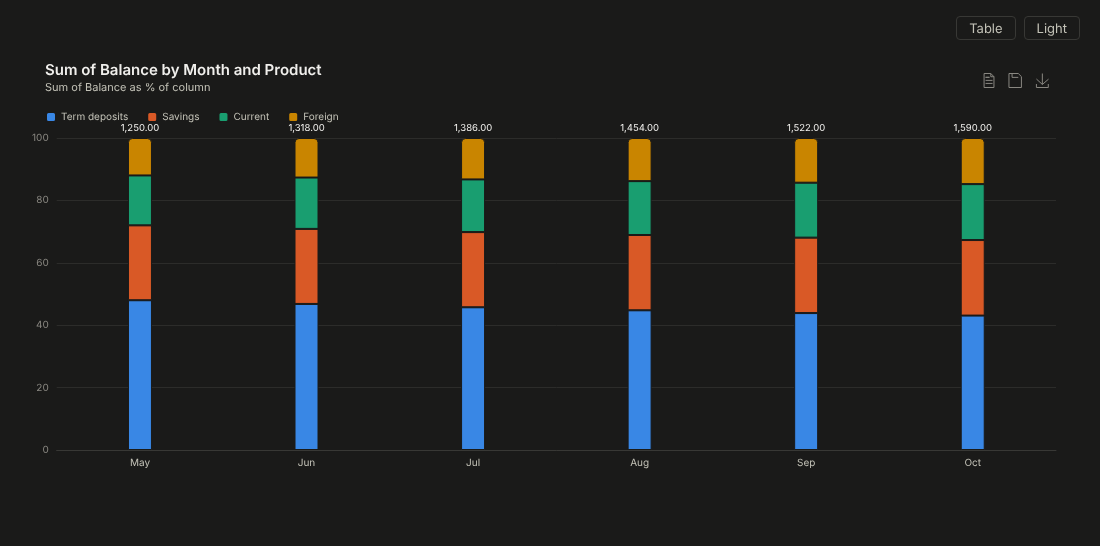 Table Light
Sum of Balance by Month and Product
Sum of Balance as % of column
Term deposits Savings Current Foreign
1,250.00 1,318.00 1,386.00 1,454.00 1,522.00 1,590.00
100
80
60
40
20
0
May Jun Jul Aug Sep Oct